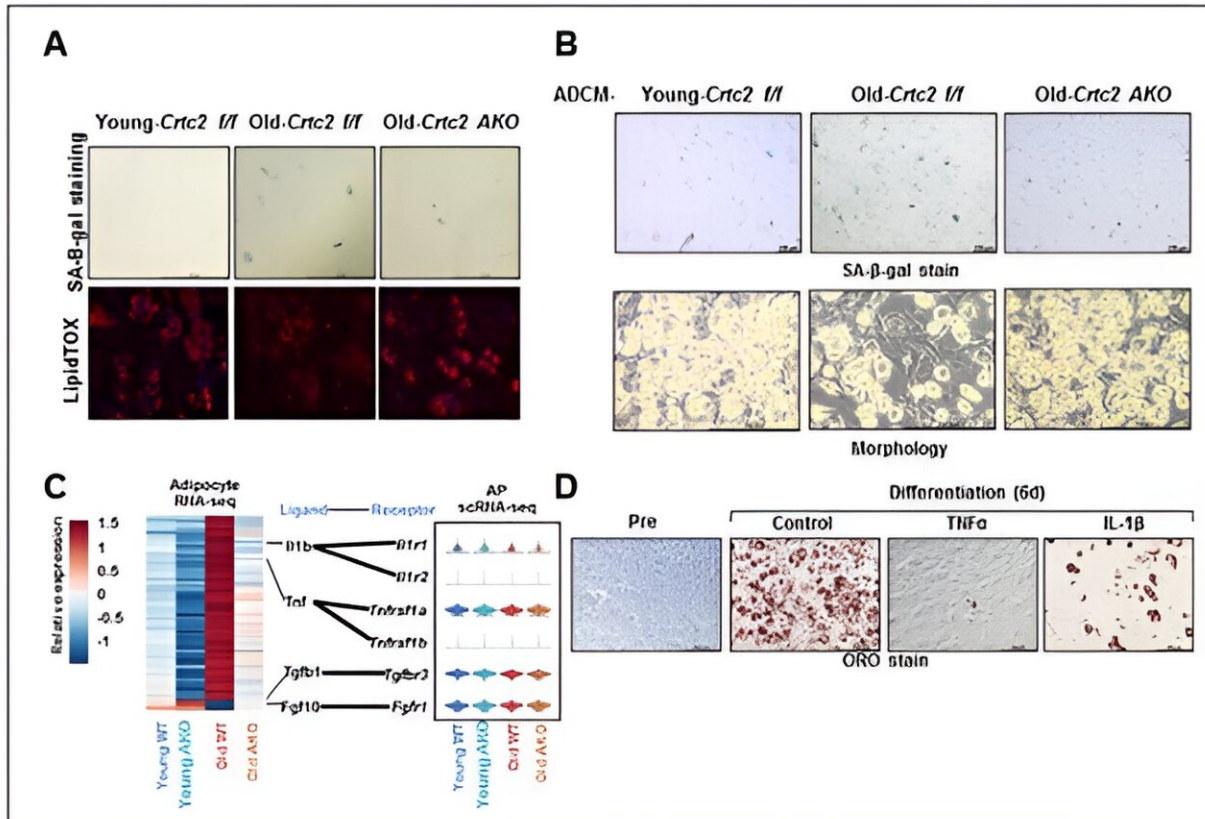 A
Young-Crtc2 f/f Old-Crtc2 f/f Old-Crtc2 AKO
SA-B-gal staining
LipidTOX
B
ADCM- Young-Crtc2 f/f Old-Crtc2 f/f Old-Crtc2 AKO
SA-β-gal stain
Morphology
C
Adipocyte
RNA-seq
Ligand Receptor
AP
scRNA-seq
Relative expression
1.5
1
0.5
0
-0.5
-1
Il1b Il1r1
Il1r2
Tnf Tnfrsf1a
Tnfrsf1b
Tgfb1 Tgfbr3
Fgf10 Fgfr1
Young WT
Young AKO
Old WT
Old AKO
Young WT
Young AKO
Old WT
Old AKO
D
Differentiation (6d)
Pre Control TNFα IL-1β
ORO stain